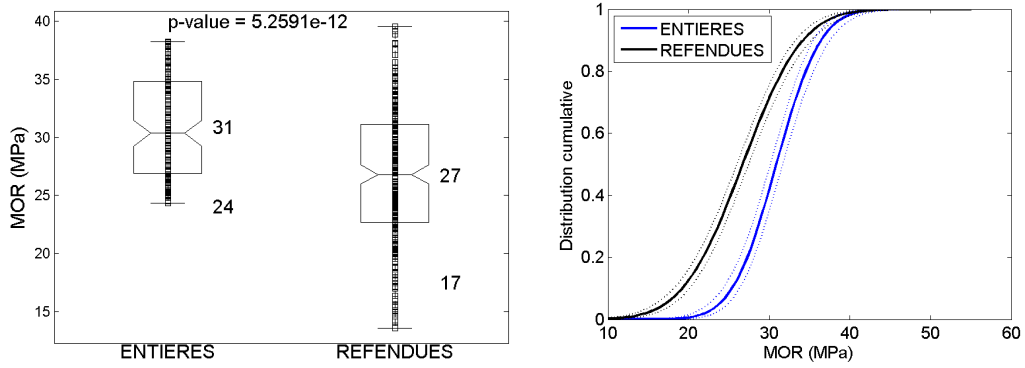 p-value = 5.2591e-12
MOR (MPa)
40
35
30
25
20
15
31
24
27
17
ENTIERES
REFENDUES
ENTIERES
REFENDUES
Distribution cumulative
1
0.8
0.6
0.4
0.2
0
10
20
30
40
50
60
MOR (MPa)